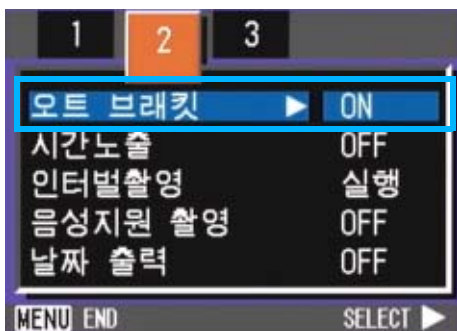 1 2 3
오트 브래킷 ▶ ON
시간노출 OFF
인터벌촬영 실행
음성지원 촬영 OFF
날짜 출력 OFF
MENU END SELECT ▶